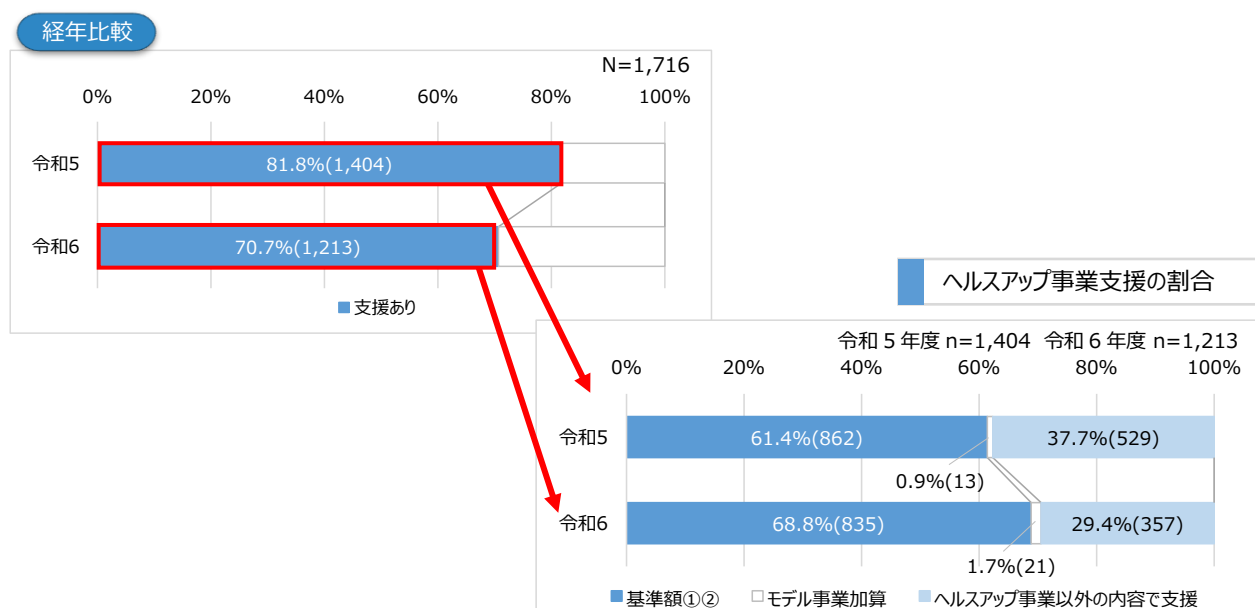 経年比較
N=1,716
0% 20% 40% 60% 80% 100%
令和5 81.8%(1,404)
令和6 70.7%(1,213)
支援あり
ヘルスアップ事業支援の割合
令和５年度 n=1,404 令和６年度 n=1,213
0% 20% 40% 60% 80% 100%
令和5 61.4%(862) 37.7%(529)
0.9%(13)
令和6 68.8%(835) 29.4%(357)
1.7%(21)
基準額①② モデル事業加算 ヘルスアップ事業以外の内容で支援